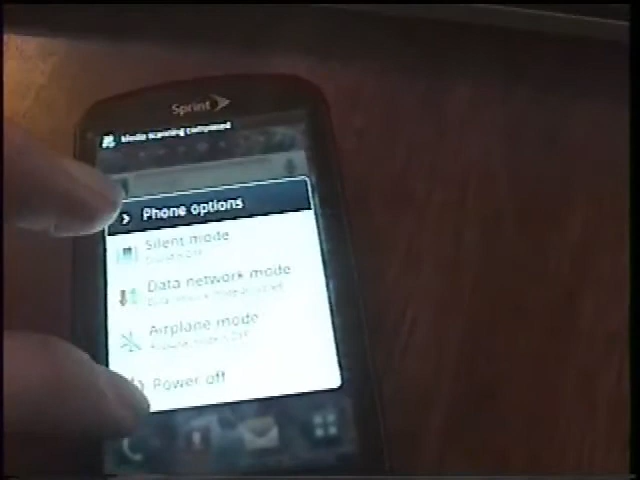 Sprint
Media scanning completed
Phone options
Silent mode
Data network mode
Airplane mode
Power off